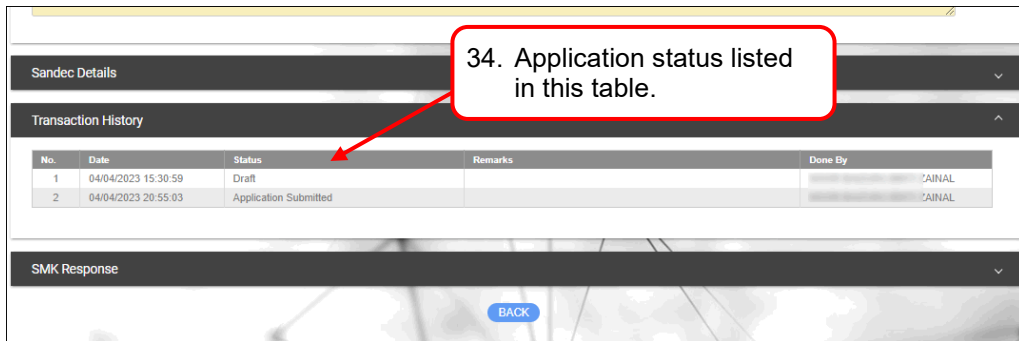 34. Application status listed
in this table.
Sandec Details
Transaction History
No. Date Status Remarks Done By
1 04/04/2023 15:30:59 Draft ZAINAL
2 04/04/2023 20:55:03 Application Submitted ZAINAL
SMK Response
BACK